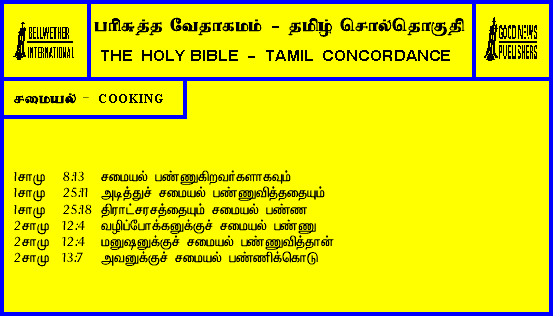 BELLWETHER
INTERNATIONAL
பரிசுத்த வேதாகமம் - தமிழ் சொல்தொகுதி
THE HOLY BIBLE - TAMIL CONCORDANCE
GOOD NEWS
PUBLISHERS
சமையல் - COOKING
1சாமு 8:13 சமையல் பண்ணுகிறவர்களாகவும்
1சாமு 25:11 அடித்துச் சமையல் பண்ணுவித்ததையும்
1சாமு 25:18 திராட்சரசத்தையும் சமையல் பண்ண
2சாமு 12:4 வழிப்போக்கனுக்குச் சமையல் பண்ணு
2சாமு 12:4 மனுஷனுக்குச் சமையல் பண்ணுவித்தான்
2சாமு 13:7 அவனுக்குச் சமையல் பண்ணிக்கொடு